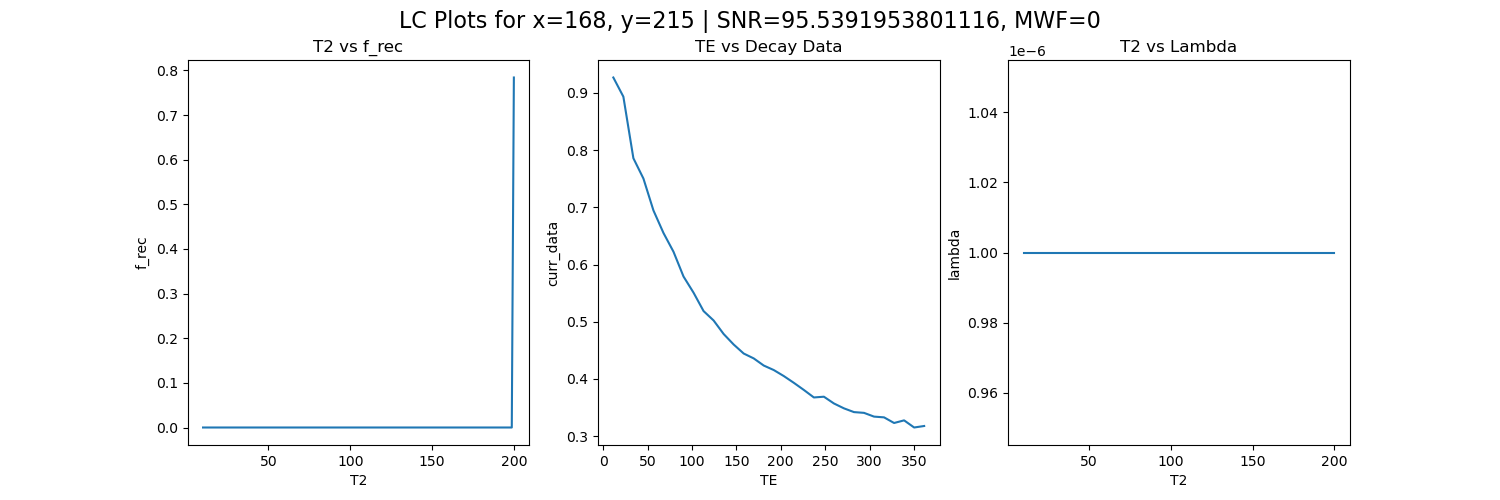 LC Plots for x=168, y=215 | SNR=95.5391953801116, MWF=0
T2 vs f_rec
0.8
0.7
0.6
0.5
0.4
0.3
0.2
0.1
0.0
f_rec
50 100 150 200
T2
TE vs Decay Data
0.9
0.8
0.7
0.6
0.5
0.4
0.3
curr_data
0 50 100 150 200 250 300 350
TE
T2 vs Lambda
1e−6
1.04
1.02
1.00
0.98
0.96
lambda
50 100 150 200
T2